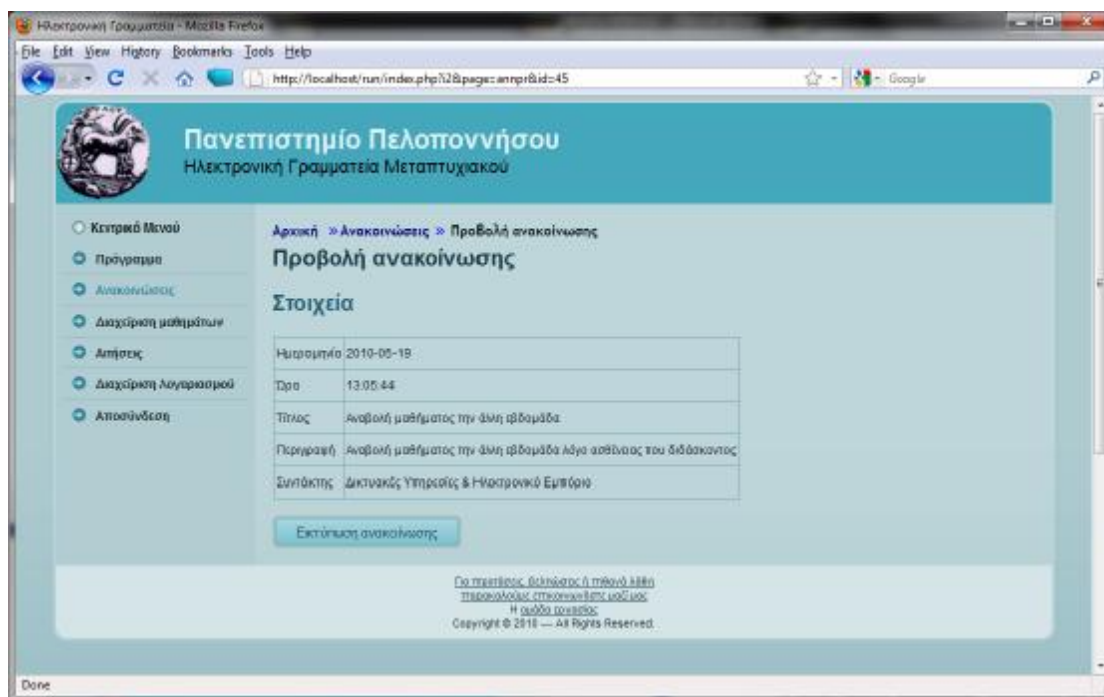 Ηλεκτρονική Γραμματεία - Mozilla Firefox
File Edit View History Bookmarks Tools Help
http://localhost/run/index.php?i2&page=annpr&id=45
Google
Πανεπιστημίο Πελοποννήσου
Ηλεκτρονική Γραμματεία Μεταπτυχιακού
Κεντρικό Μενού
Πρόγραμμα
Ανακοινώσεις
Διαχείριση μαθημάτων
Αιτήσεις
Διαχείριση λογαριασμού
Αποσύνδεση
Αρχική » Ανακοινώσεις » Προβολή ανακοίνωσης
Προβολή ανακοίνωσης
Στοιχεία
Ημερομηνία 2010-05-19
Ώρα 13:05:44
Τίτλος Αναβολή μαθήματος την άλλη εβδομάδα
Περιγραφή Αναβολή μαθήματος την άλλη εβδομάδα λόγο ασθένειας του διδάσκοντος
Συντάκτης Δικτυακές Υπηρεσίες & Ηλεκτρονικό Εμπόριο
Εκτύπωση ανακοίνωσης
Για προτάσεις, βελτιώσεις ή πιθανά λάθη
παρακαλούμε επικοινωνήστε μαζί μας
Η ομάδα εργασίας
Copyright © 2010 — All Rights Reserved.
Done